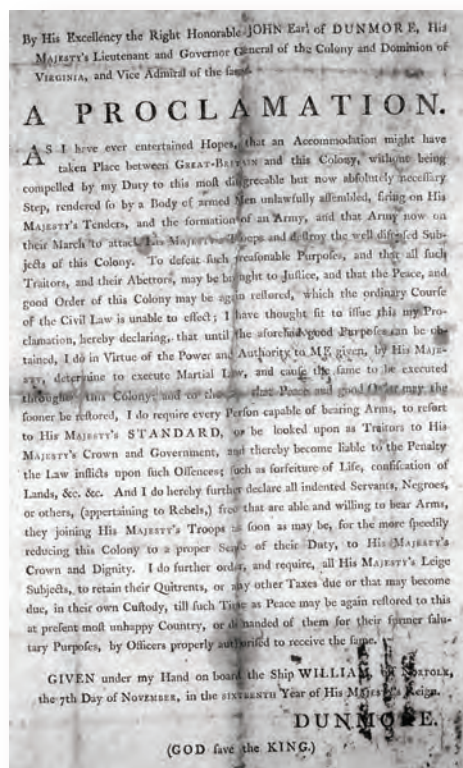 By His Excellency the Right Honorable JOHN Earl of DUNMORE, His
MAJESTY'S Lieutenant and Governor General of the Colony and Dominion of
VIRGINIA, and Vice Admiral of the same.
A PROCLAMATION.
AS I have ever entertained Hopes, that an Accommodation might have
taken Place between GREAT-BRITAIN and this Colony, without being
compelled by my Duty to this most disagreeable but now absolutely necessary
Step, rendered so by a Body of armed Men unlawfully assembled, firing on His
MAJESTY'S Tenders, and the formation of an Army, and that Army now on
their March to attack His MAJESTY'S Troops and destroy the well disposed Sub-
jects of this Colony. To defeat such treasonable Purposes, and that all such
Traitors, and their Abettors, may be brought to Justice, and that the Peace, and
good Order of this Colony may be again restored, which the ordinary Course
of the Civil Law is unable to effect; I have thought fit to issue this my Pro-
clamation, hereby declaring, that until the aforesaid good Purposes can be ob-
tained, I do in Virtue of the Power and Authority to ME given, by His MAJE-
STY, determine to execute Martial Law, and cause the same to be executed
throughout this Colony; and to the end that Peace and good Order may the
sooner be restored, I do require every Person capable of bearing Arms, to resort
to His MAJESTY'S STANDARD, or be looked upon as Traitors to His
MAJESTY'S Crown and Government, and thereby become liable to the Penalty
the Law inflicts upon such Offences; such as forfeiture of Life, confiscation of
Lands, &c. &c. And I do hereby further declare all indented Servants, Negroes,
or others, (appertaining to Rebels,) free that are able and willing to bear Arms,
they joining His MAJESTY'S Troops as soon as may be, for the more speedily
reducing this Colony to a proper Sense of their Duty, to His MAJESTY'S
Crown and Dignity. I do further order, and require, all His MAJESTY'S Leige
Subjects, to retain their Quitrents, or any other Taxes due or that may become
due, in their own Custody, till such Time as Peace may be again restored to this
at present most unhappy Country, or demanded of them for their former salu-
tary Purposes, by Officers properly authorised to receive the same.
GIVEN under my Hand on board the Ship WILLIAM, NORFOLK,
the 7th Day of NOVEMBER, in the SIXTEENTH Year of His MAJESTY'S Reign.
DUNMORE.
(GOD save the KING.)